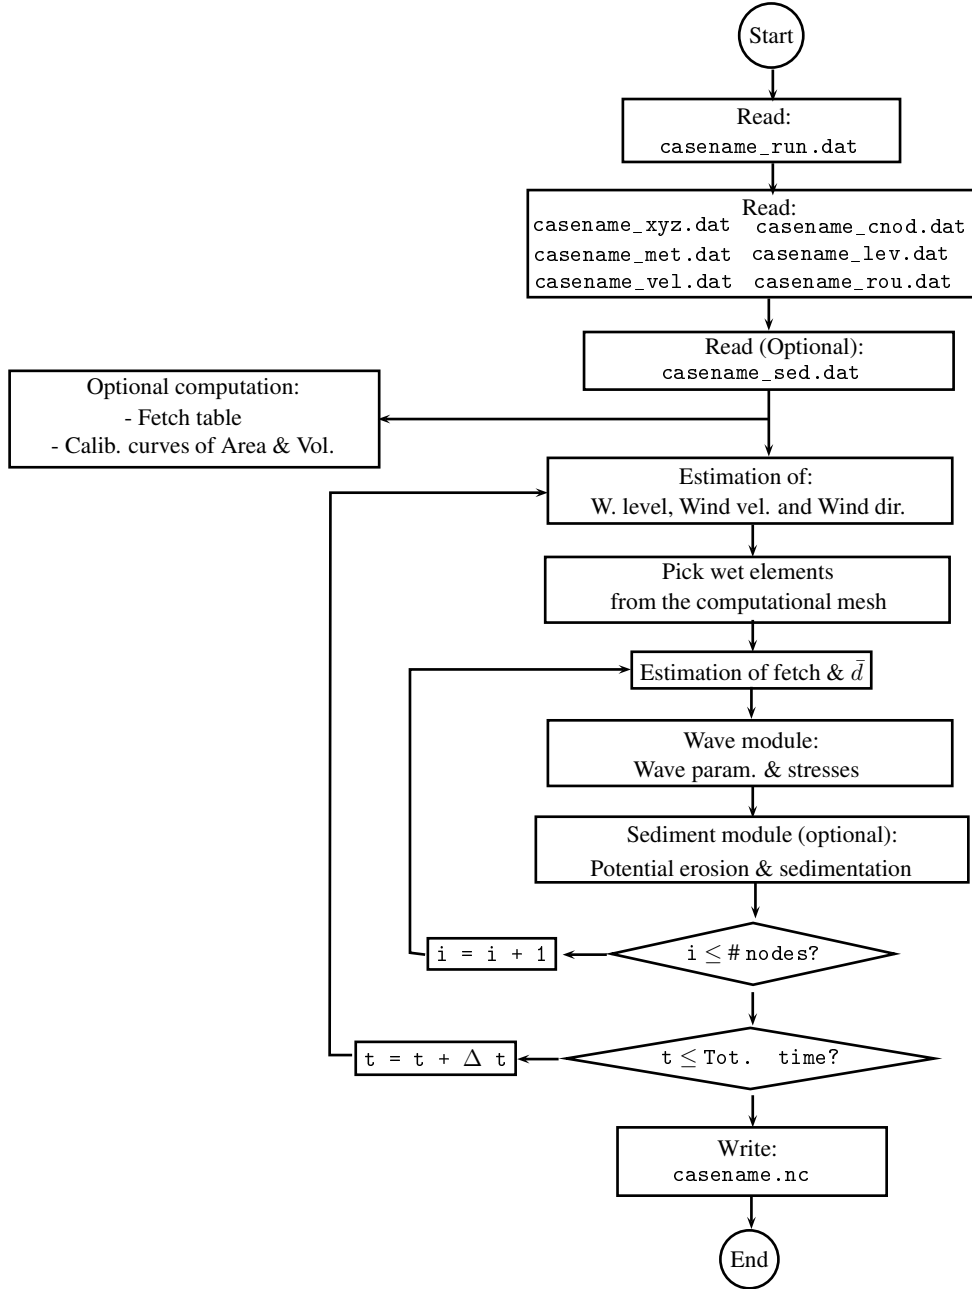 Start
Read:
casename_run.dat
Read:
casename_xyz.dat casename_cnod.dat
casename_met.dat casename_lev.dat
casename_vel.dat casename_rou.dat
Read (Optional):
casename_sed.dat
Optional computation:
- Fetch table
- Calib. curves of Area & Vol.
Estimation of:
W. level, Wind vel. and Wind dir.
Pick wet elements
from the computational mesh
Estimation of fetch & d̄
Wave module:
Wave param. & stresses
Sediment module (optional):
Potential erosion & sedimentation
i ≤ # nodes?
i = i + 1
t ≤ Tot. time?
t = t + Δ t
Write:
casename.nc
End